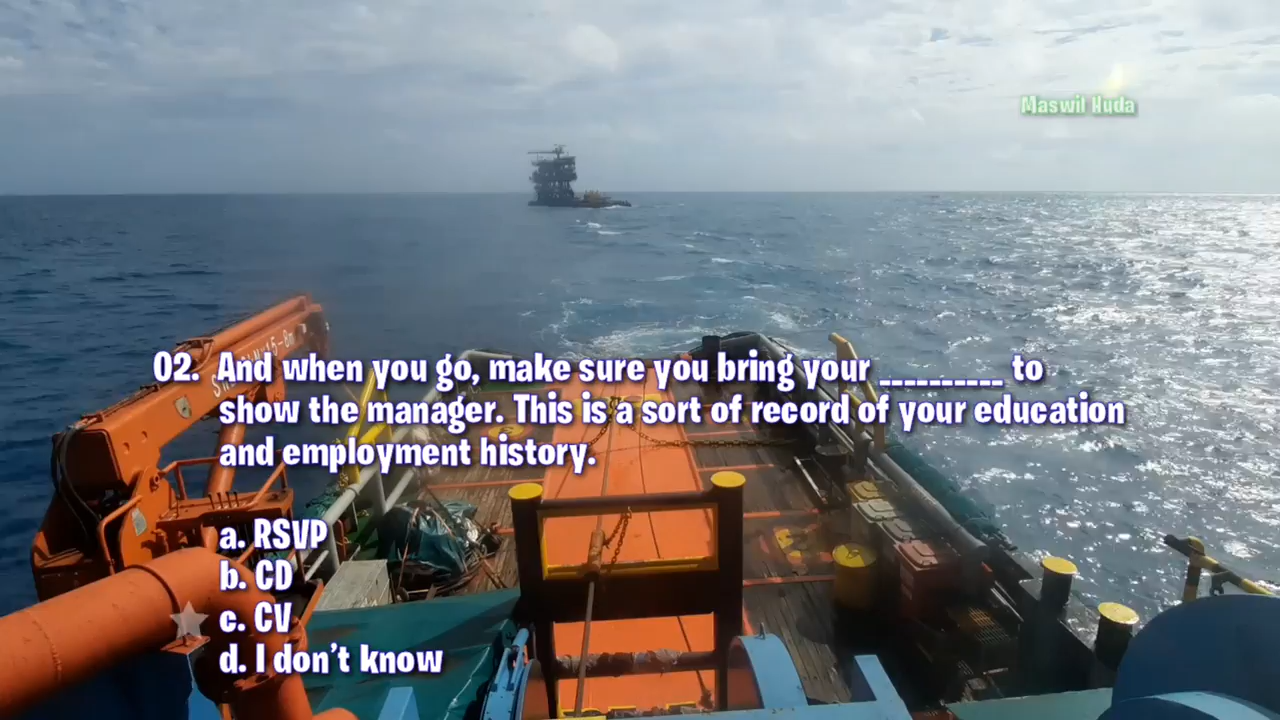 Maswil Huda
02. And when you go, make sure you bring your __________ to
show the manager. This is a sort of record of your education
and employment history.
a. RSVP
b. CD
c. CV
d. I don't know